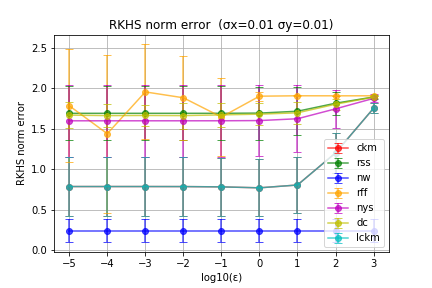 RKHS norm error (σx=0.01 σy=0.01)
RKHS norm error
2.5
2.0
1.5
1.0
0.5
0.0
ckm
rss
nw
rff
nys
dc
lckm
−5
−4
−3
−2
−1
0
1
2
3
log10(ε)